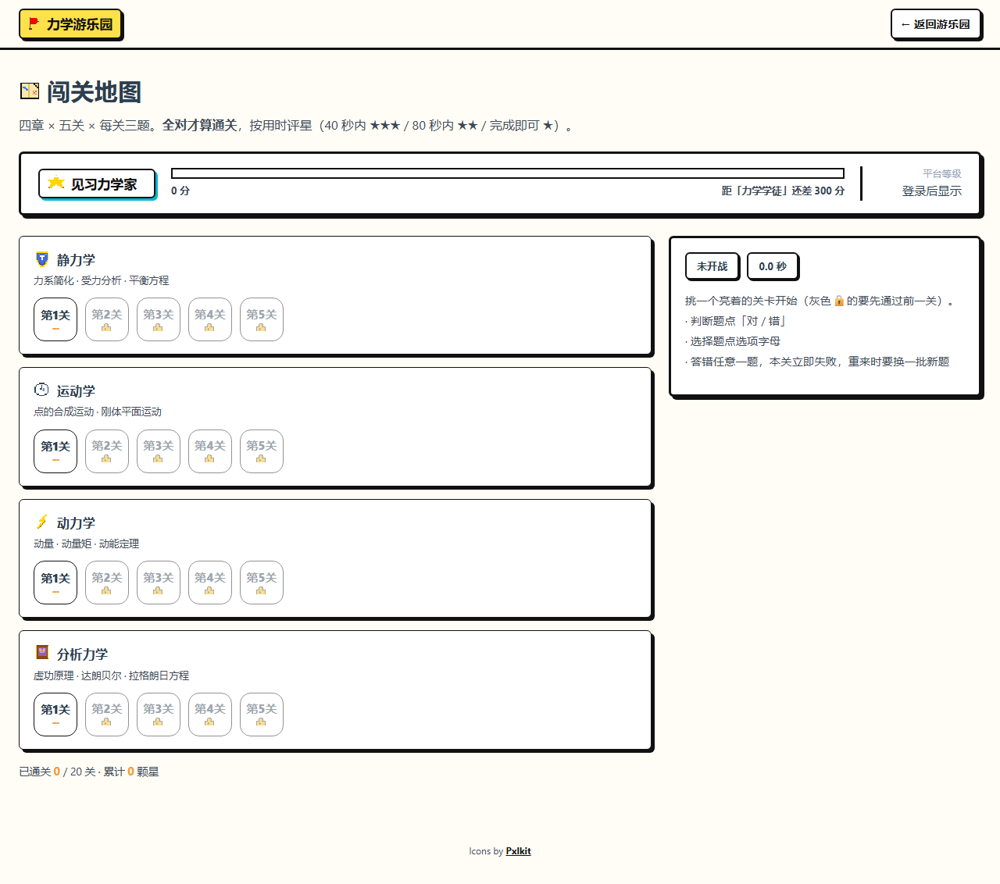 力学游乐园
← 返回游乐园
闯关地图
四章 × 五关 × 每关三题。全对才算通关，按用时评星（40 秒内 ★★★ / 80 秒内 ★★ / 完成即可 ★）。
见习力学家
0 分
距「力学学徒」还差 300 分
平台等级
登录后显示
静力学
力系简化 · 受力分析 · 平衡方程
第1关 第2关 第3关 第4关 第5关
运动学
点的合成运动 · 刚体平面运动
第1关 第2关 第3关 第4关 第5关
动力学
动量 · 动量矩 · 动能定理
第1关 第2关 第3关 第4关 第5关
分析力学
虚功原理 · 达朗贝尔 · 拉格朗日方程
第1关 第2关 第3关 第4关 第5关
已通关 0 / 20 关 · 累计 0 颗星
未开战 0.0 秒
挑一个亮着的关卡开始（灰色🔒的要先通过前一关）。
· 判断题点「对 / 错」
· 选择题点选项字母
· 答错任意一题，本关立即失败，重来时要换一批新题
Icons by Pxlkit